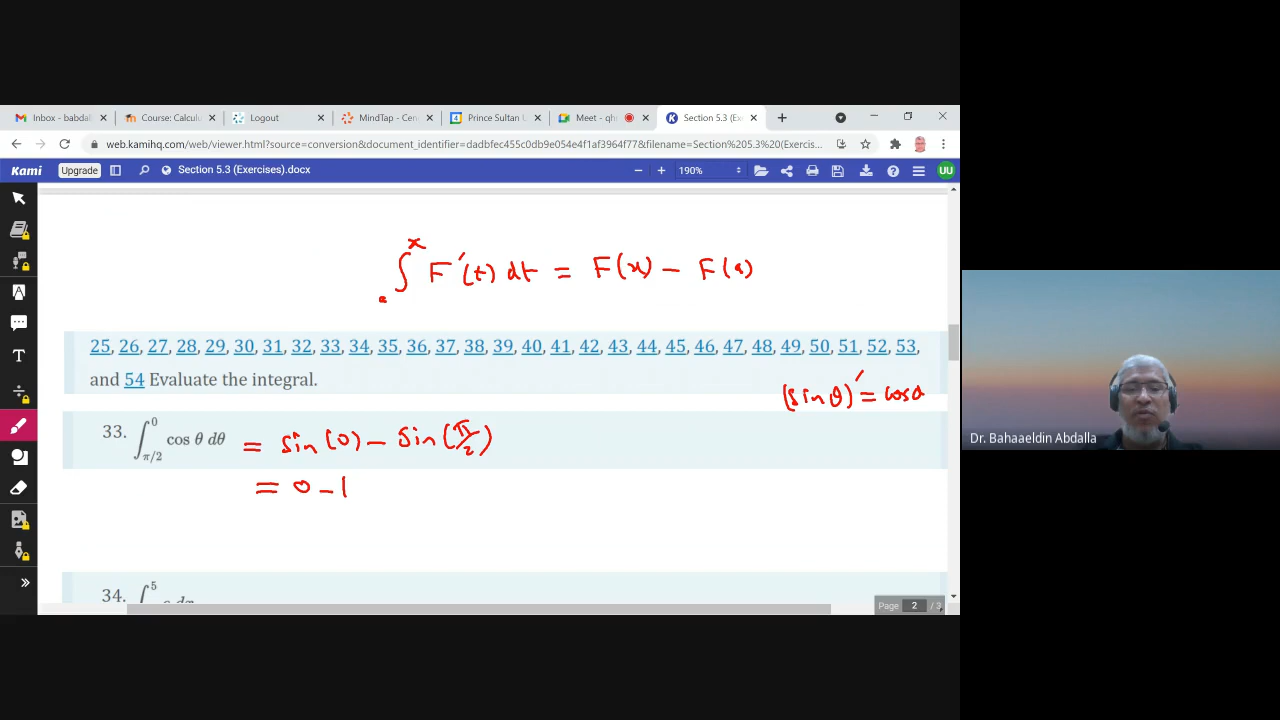 Inbox - babdall
Course: Calculu
Logout
MindTap - Cen
Prince Sultan U
Meet - qh
Section 5.3 (Ex
web.kamihq.com/web/viewer.html?source=conversion&document_identifier=dadbfec455c0db9e054e4f1af3964f77&filename=Section%205.3%20(Exercis...
Kami Upgrade Section 5.3 (Exercises).docx 190% UU
∫ₐˣ F′(t) dt = F(x) − F(a)
25, 26, 27, 28, 29, 30, 31, 32, 33, 34, 35, 36, 37, 38, 39, 40, 41, 42, 43, 44, 45, 46, 47, 48, 49, 50, 51, 52, 53,
and 54 Evaluate the integral.
(sin θ)′ = cos θ
33. ∫_{π/2}^{0} cos θ dθ = sin(0) − sin(π/2)
= 0 − 1
Dr. Bahaaeldin Abdalla
34. ∫^5
Page 2 / 3